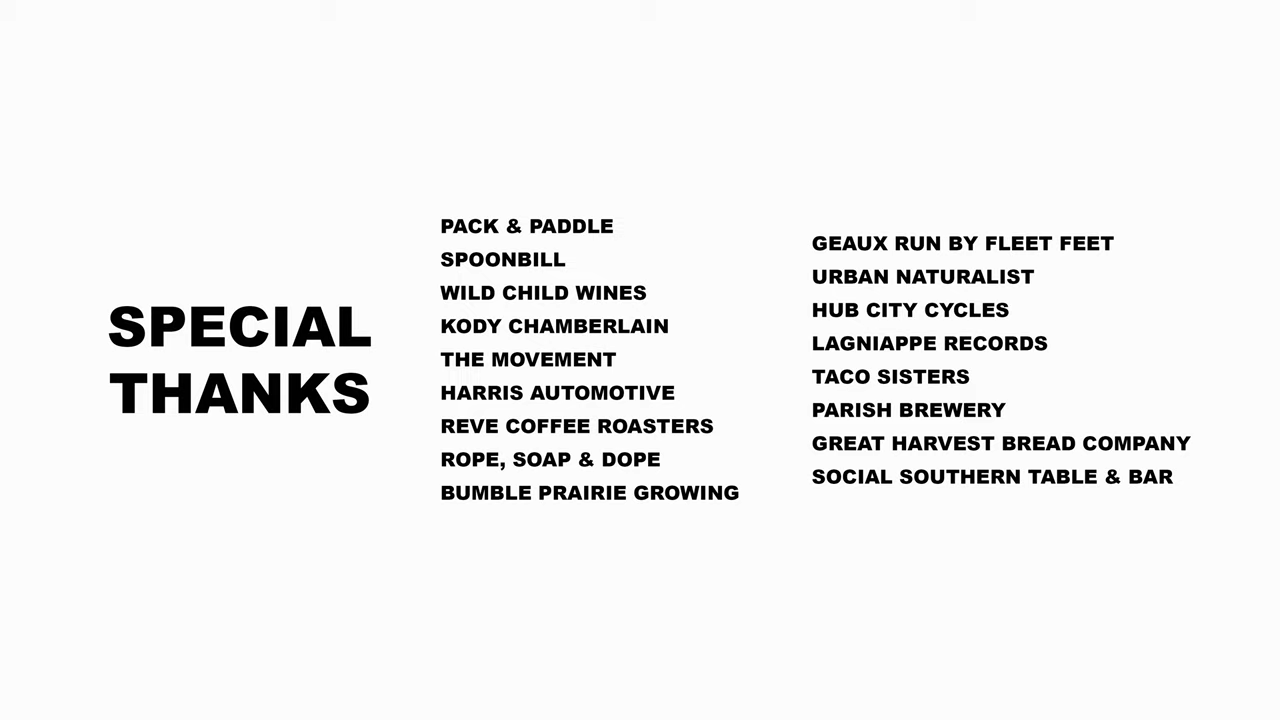 SPECIAL
THANKS
PACK & PADDLE
SPOONBILL
WILD CHILD WINES
KODY CHAMBERLAIN
THE MOVEMENT
HARRIS AUTOMOTIVE
REVE COFFEE ROASTERS
ROPE, SOAP & DOPE
BUMBLE PRAIRIE GROWING
GEAUX RUN BY FLEET FEET
URBAN NATURALIST
HUB CITY CYCLES
LAGNIAPPE RECORDS
TACO SISTERS
PARISH BREWERY
GREAT HARVEST BREAD COMPANY
SOCIAL SOUTHERN TABLE & BAR